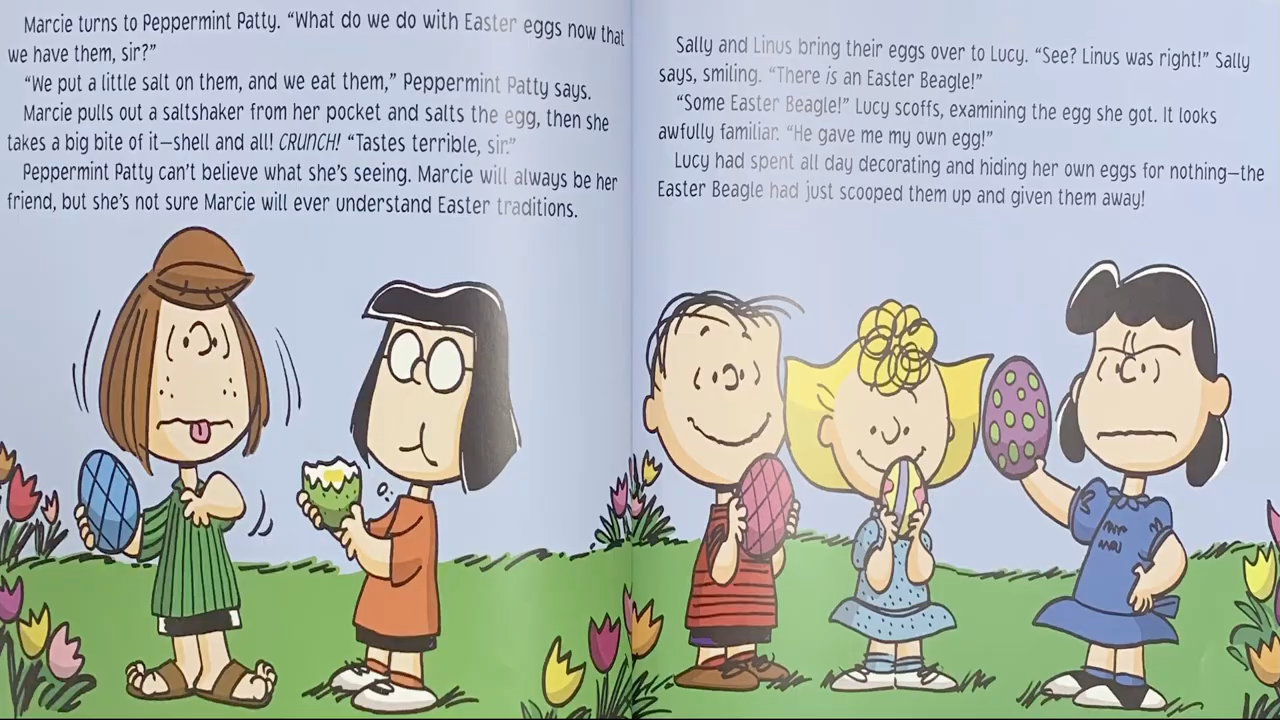 Marcie turns to Peppermint Patty. “What do we do with Easter eggs now that
we have them, sir?”
“We put a little salt on them, and we eat them,” Peppermint Patty says.
Marcie pulls out a saltshaker from her pocket and salts the egg, then she
takes a big bite of it—shell and all! CRUNCH! “Tastes terrible, sir.”
Peppermint Patty can’t believe what she’s seeing. Marcie will always be her
friend, but she’s not sure Marcie will ever understand Easter traditions.
Sally and Linus bring their eggs over to Lucy. “See? Linus was right!” Sally
says, smiling. “There is an Easter Beagle!”
“Some Easter Beagle!” Lucy scoffs, examining the egg she got. It looks
awfully familiar. “He gave me my own egg!”
Lucy had spent all day decorating and hiding her own eggs for nothing—the
Easter Beagle had just scooped them up and given them away!